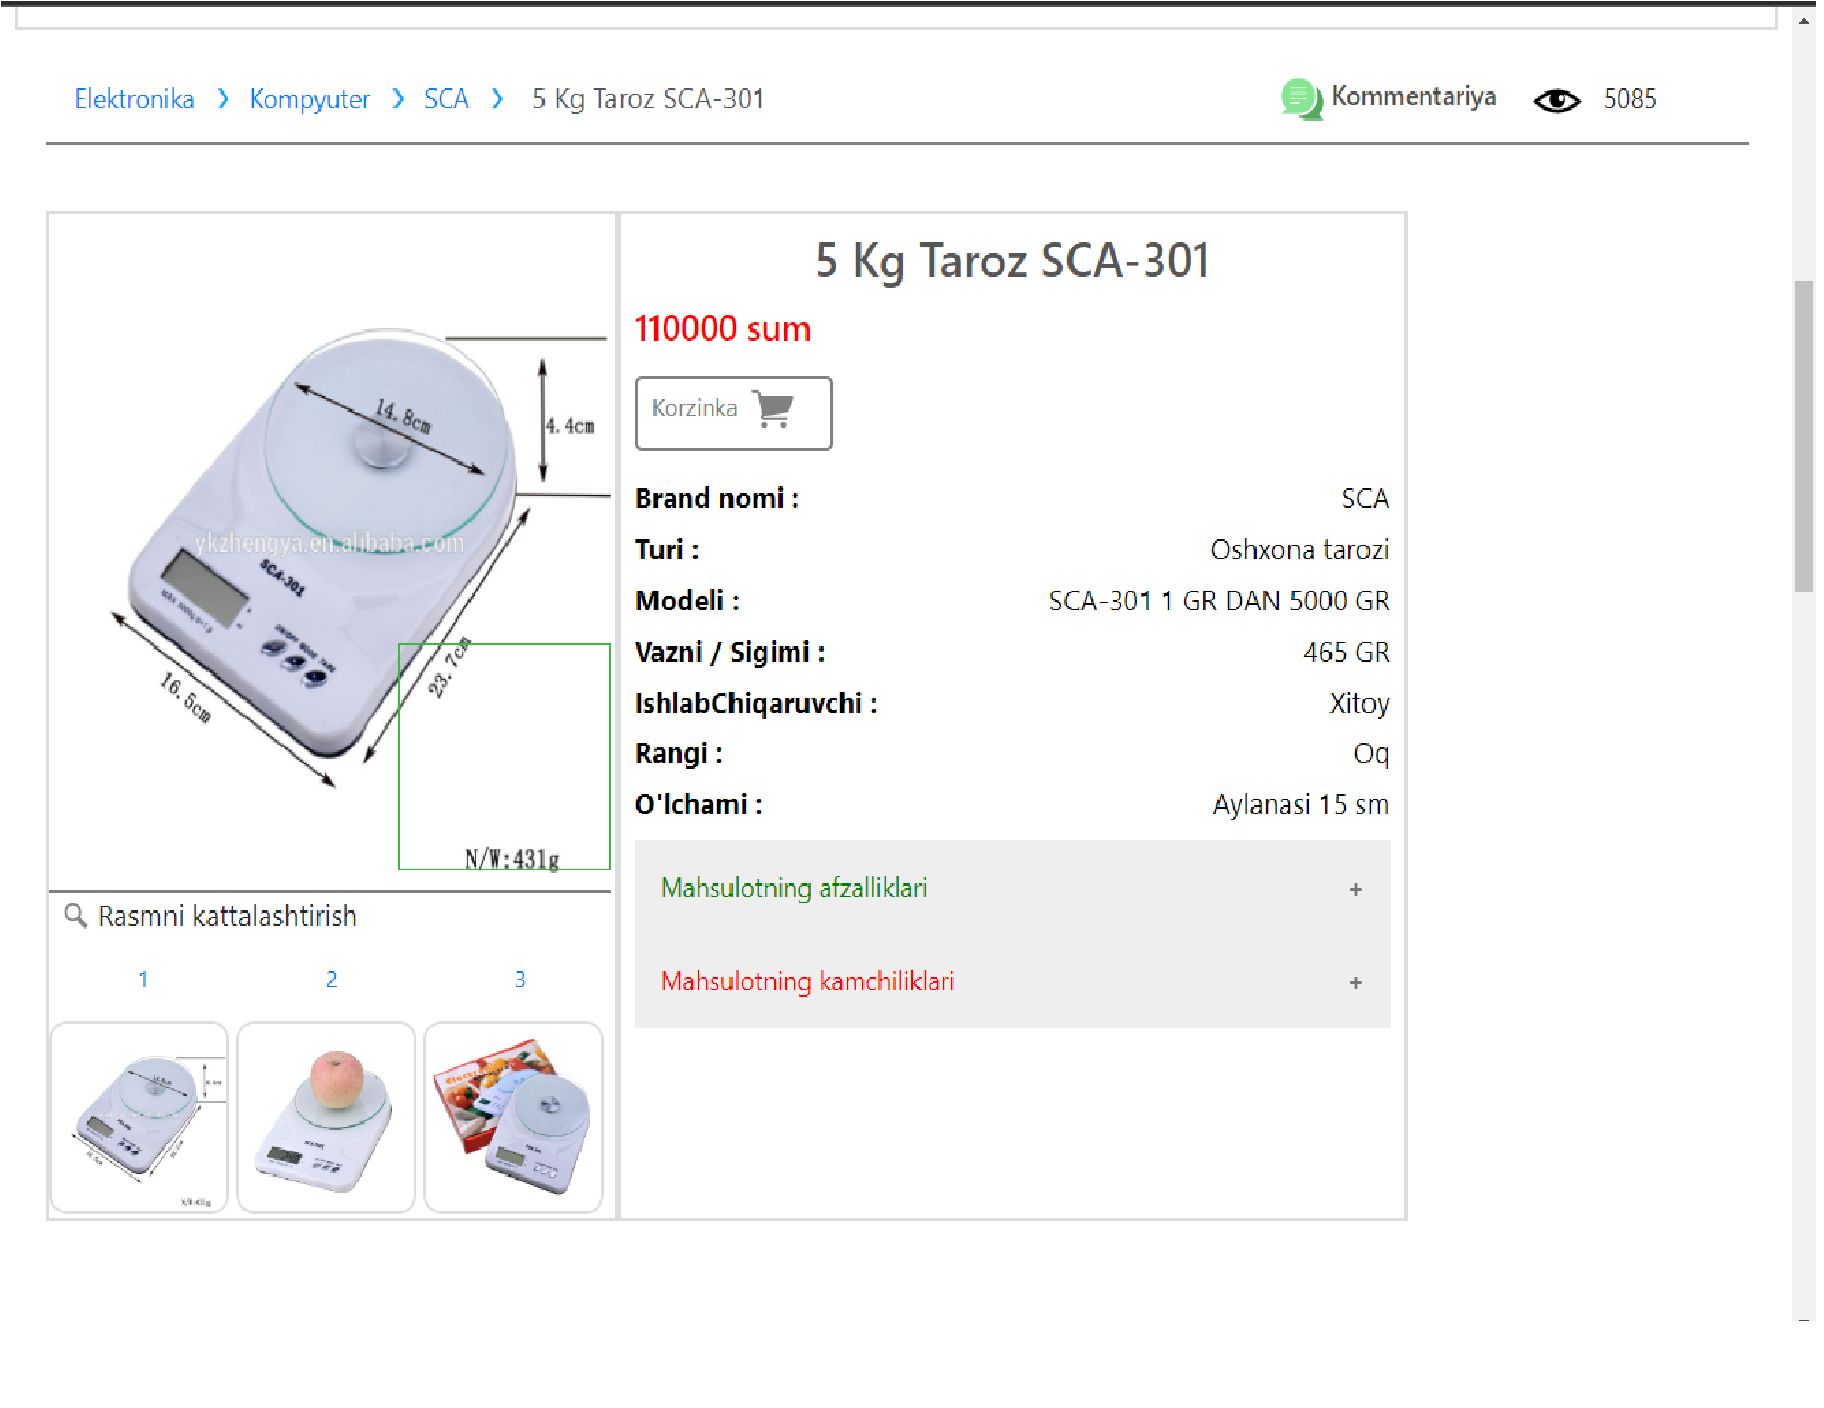 Elektronika > Kompyuter > SCA > 5 Kg Taroz SCA-301
Kommentariya 5085
5 Kg Taroz SCA-301
110000 sum
Korzinka
14.8cm
4.4cm
ykzhengya.en.alibaba.com
SCA-301
16.5cm
23.7cm
N/W:431g
Brand nomi : SCA
Turi : Oshxona tarozi
Modeli : SCA-301 1 GR DAN 5000 GR
Vazni / Sigimi : 465 GR
IshlabChiqaruvchi : Xitoy
Rangi : Oq
O'lchami : Aylanasi 15 sm
Mahsulotning afzalliklari +
Mahsulotning kamchiliklari +
Rasmni kattalashtirish
1 2 3